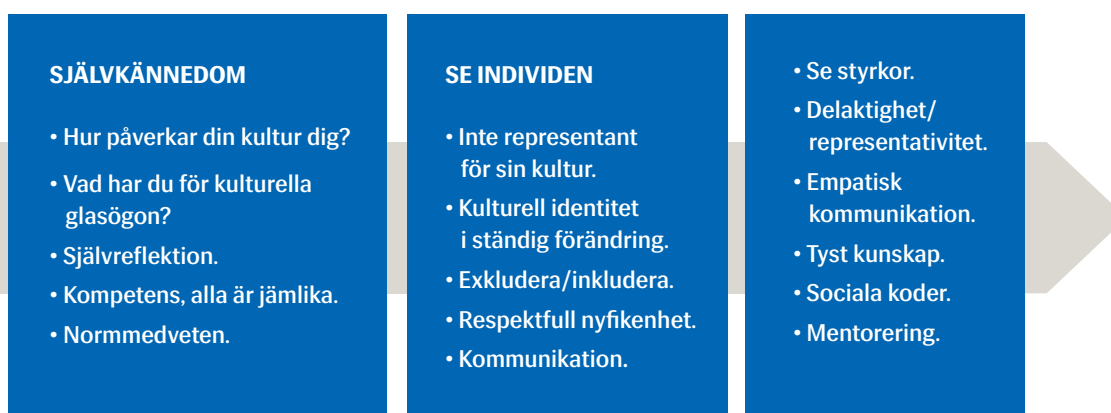 SJÄLVKÄNNEDOM
• Hur påverkar din kultur dig?
• Vad har du för kulturella
glasögon?
• Självreflektion.
• Kompetens, alla är jämlika.
• Normmedveten.
SE INDIVIDEN
• Inte representant
för sin kultur.
• Kulturell identitet
i ständig förändring.
• Exkludera/inkludera.
• Respektfull nyfikenhet.
• Kommunikation.
• Se styrkor.
• Delaktighet/
representativitet.
• Empatisk
kommunikation.
• Tyst kunskap.
• Sociala koder.
• Mentorering.